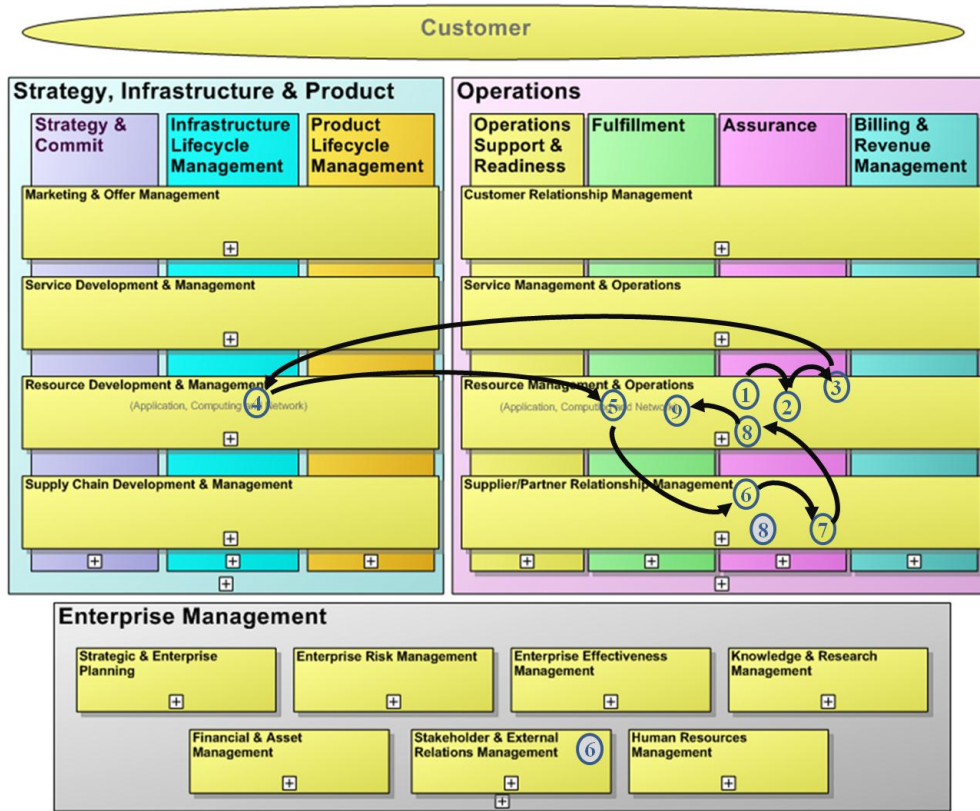 Customer
Strategy, Infrastructure & Product
Strategy &
Commit
Infrastructure
Lifecycle
Management
Product
Lifecycle
Management
Marketing & Offer Management
Service Development & Management
Resource Development & Management
(Application, Computing and Network)
4
Supply Chain Development & Management
Operations
Operations
Support &
Readiness
Fulfillment
Assurance
Billing &
Revenue
Management
Customer Relationship Management
Service Management & Operations
Resource Management & Operations
(Application, Computing and Network)
1
2
3
5
9
8
Supplier/Partner Relationship Management
6
8
7
Enterprise Management
Strategic & Enterprise
Planning
Enterprise Risk Management
Enterprise Effectiveness
Management
Knowledge & Research
Management
Financial & Asset
Management
Stakeholder & External
Relations Management
6
Human Resources
Management